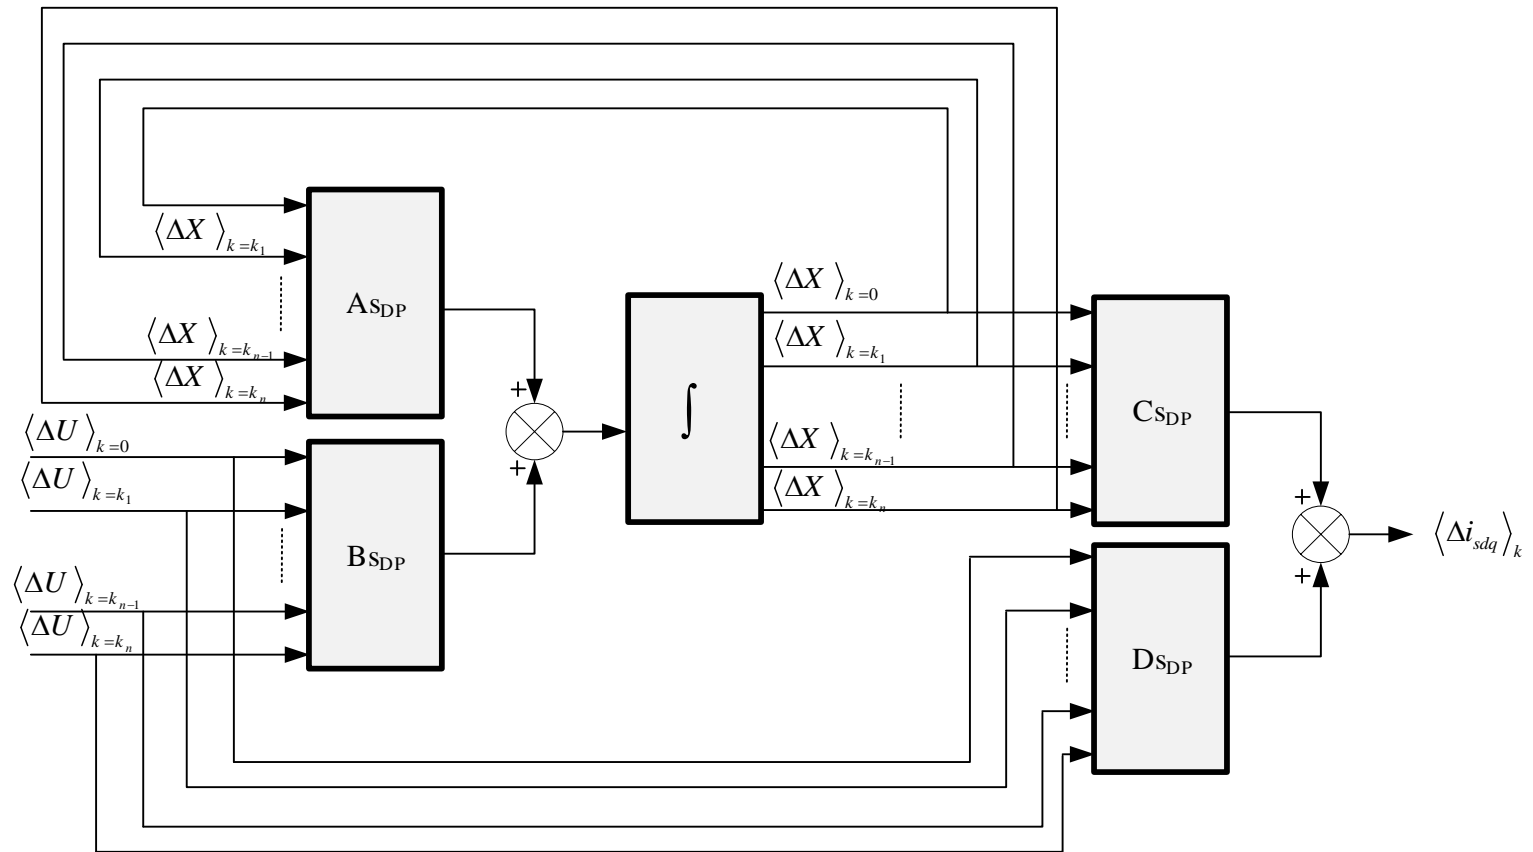 ⟨ΔX⟩k=k1
⟨ΔX⟩k=kn−1
⟨ΔX⟩k=kn
AsDP
+
⟨ΔU⟩k=0
⟨ΔU⟩k=k1
⟨ΔU⟩k=kn−1
⟨ΔU⟩k=kn
BsDP
+
∫
⟨ΔX⟩k=0
⟨ΔX⟩k=k1
⟨ΔX⟩k=kn−1
⟨ΔX⟩k=kn
CsDP
+
DsDP
+
⟨Δisdq⟩k